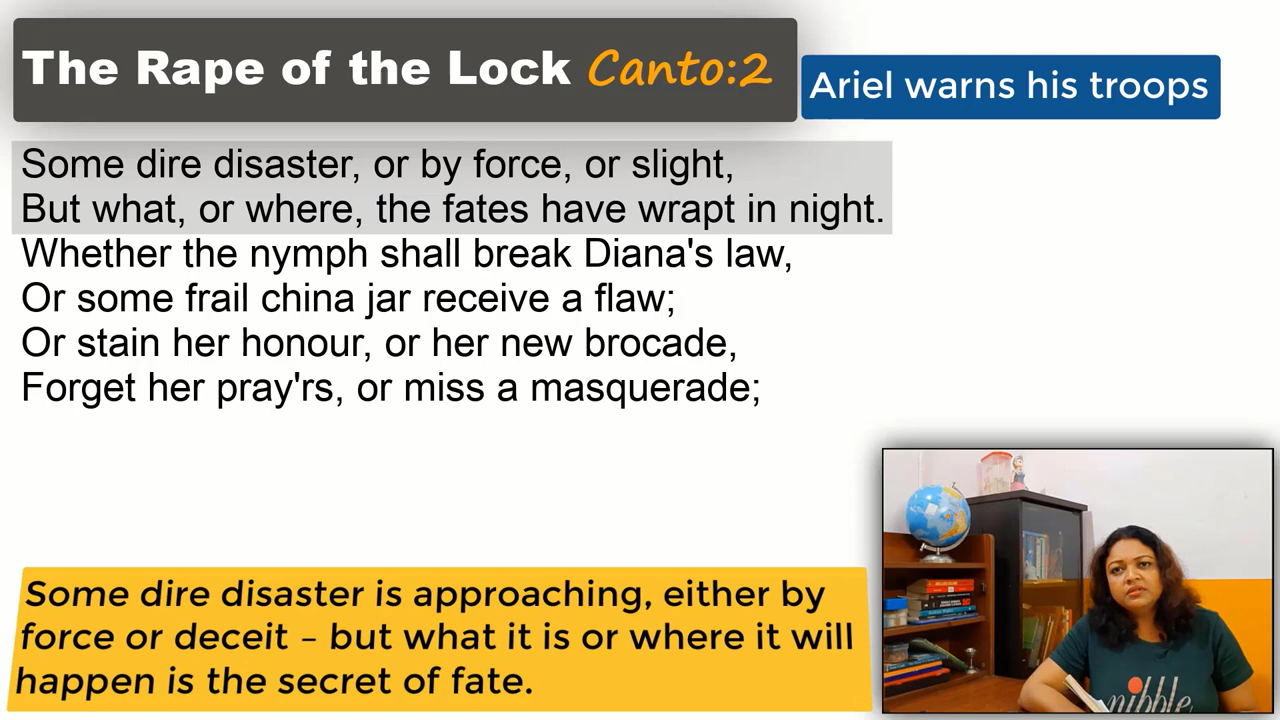 The Rape of the Lock Canto:2
Ariel warns his troops
Some dire disaster, or by force, or slight,
But what, or where, the fates have wrapt in night.
Whether the nymph shall break Diana's law,
Or some frail china jar receive a flaw;
Or stain her honour, or her new brocade,
Forget her pray'rs, or miss a masquerade;
Some dire disaster is approaching, either by
force or deceit – but what it is or where it will
happen is the secret of fate.
nibble